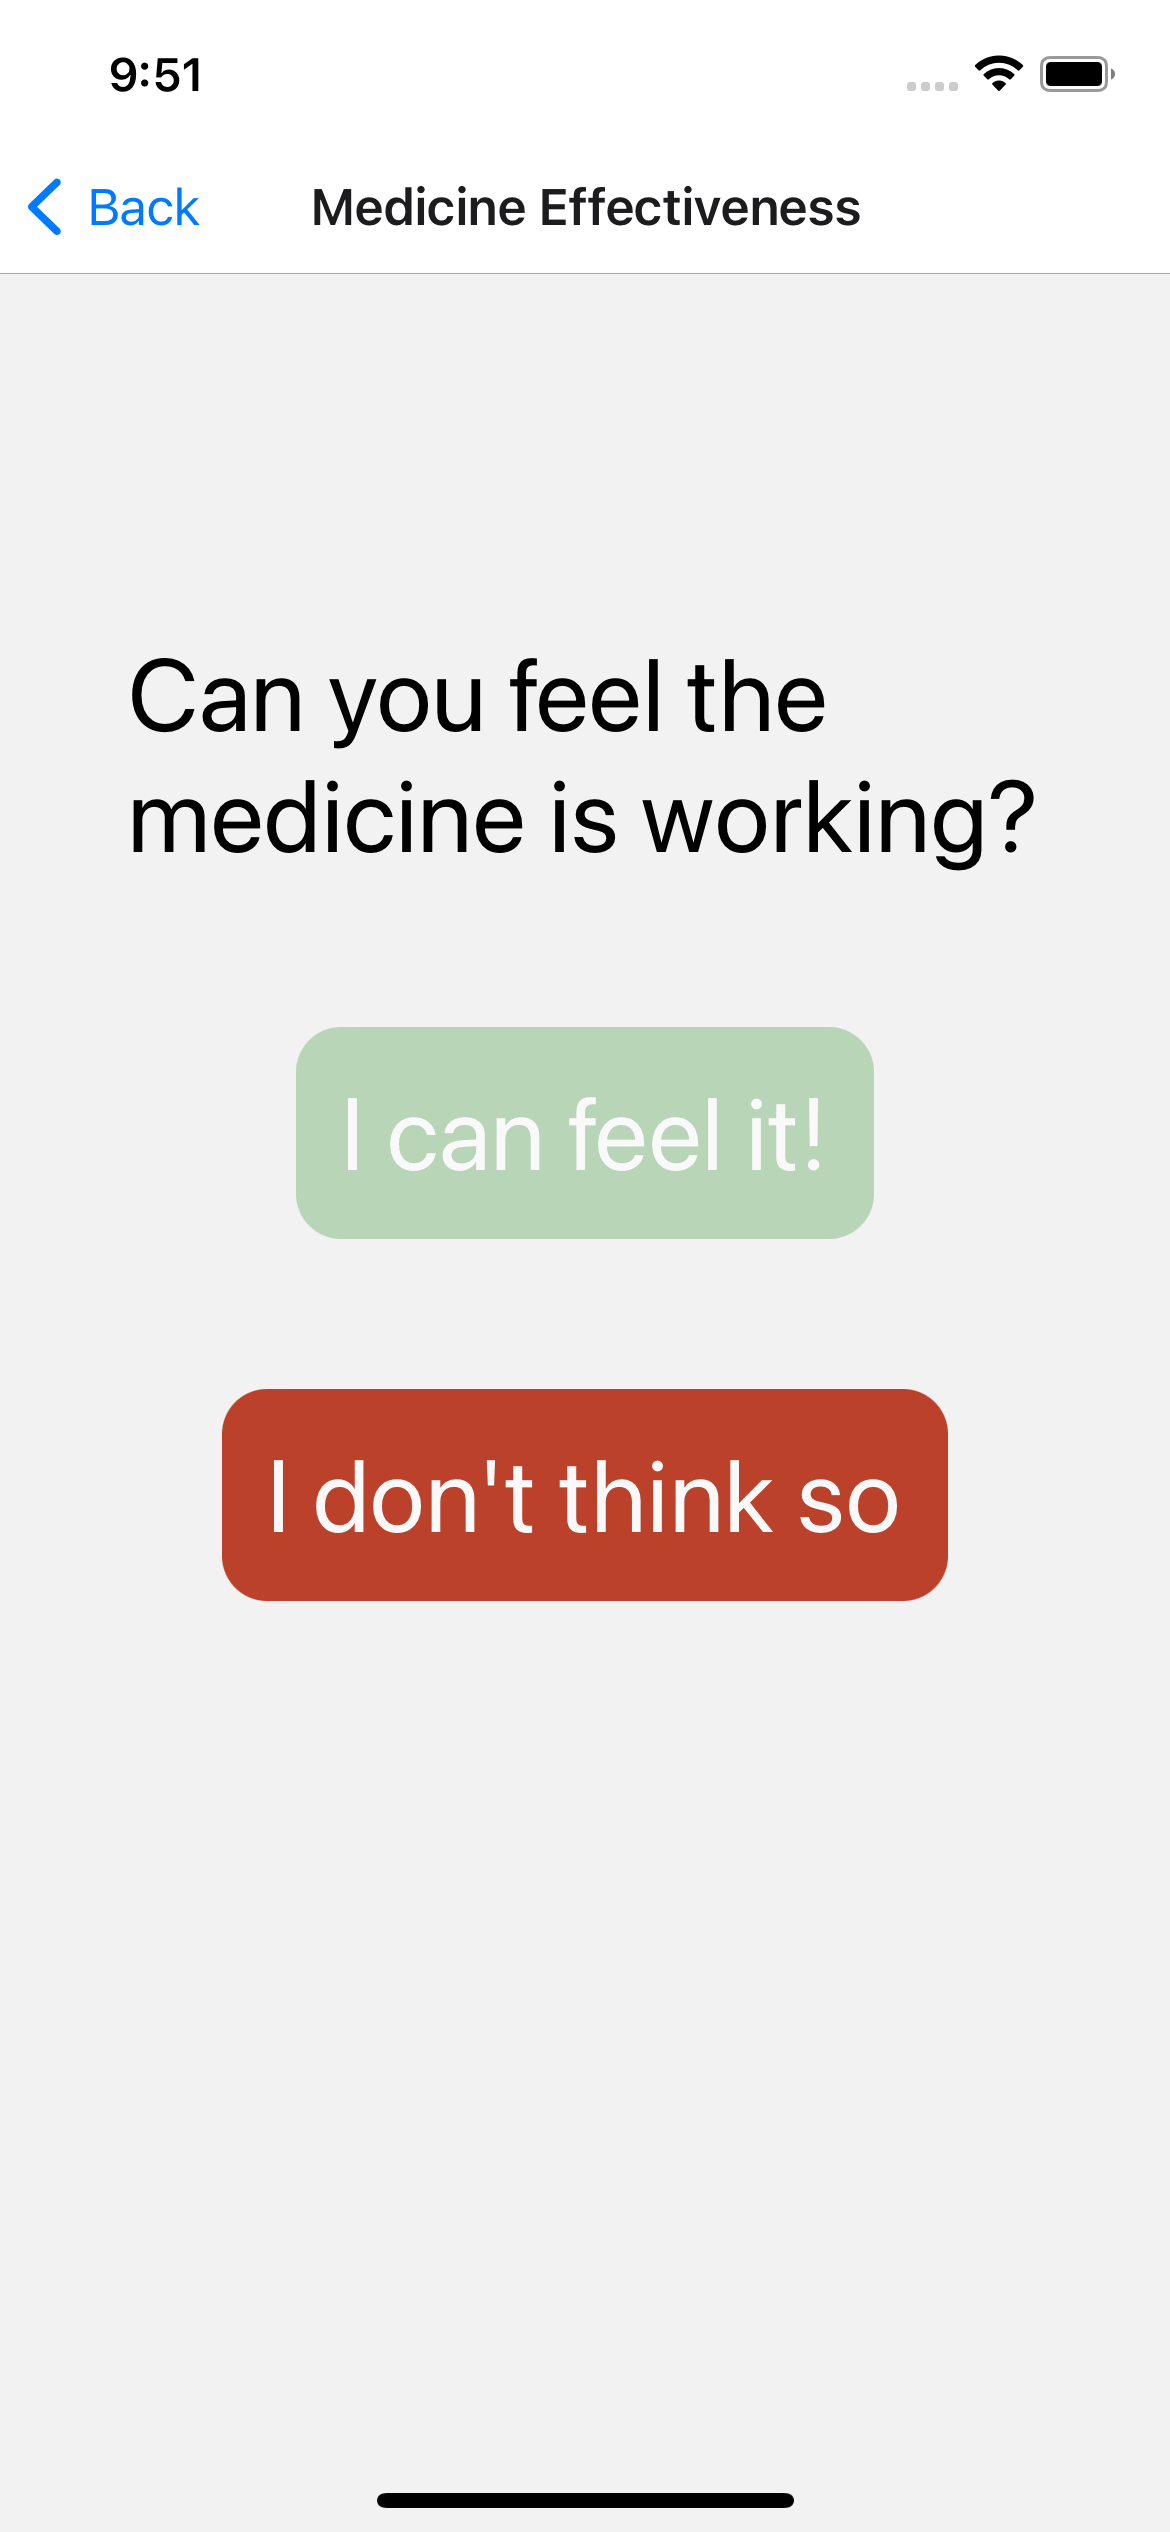 9:51
Back
Medicine Effectiveness
Can you feel the
medicine is working?
I can feel it!
I don't think so